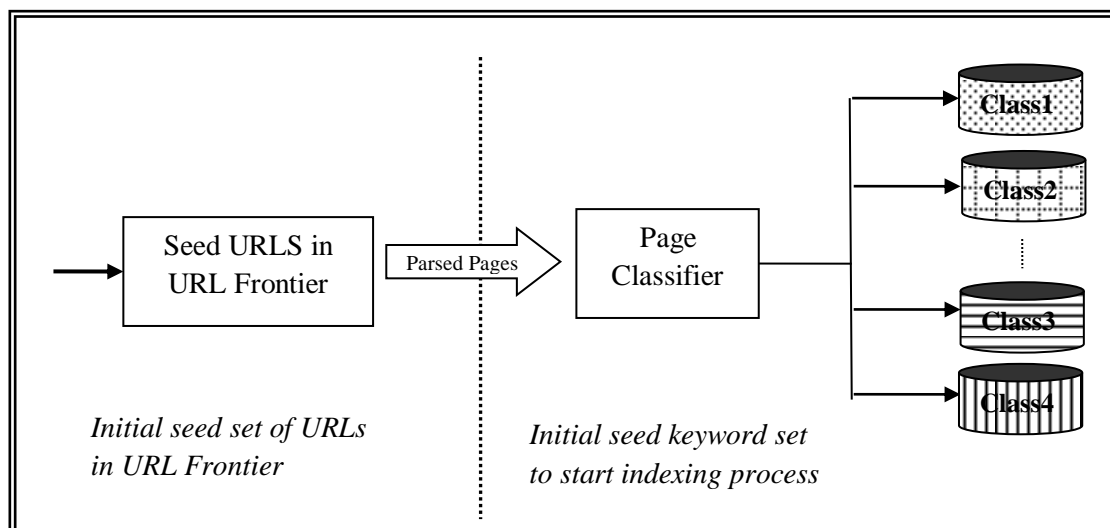 Seed URLS in
URL Frontier
Parsed Pages
Page
Classifier
Class1
Class2
Class3
Class4
Initial seed set of URLs
in URL Frontier
Initial seed keyword set
to start indexing process